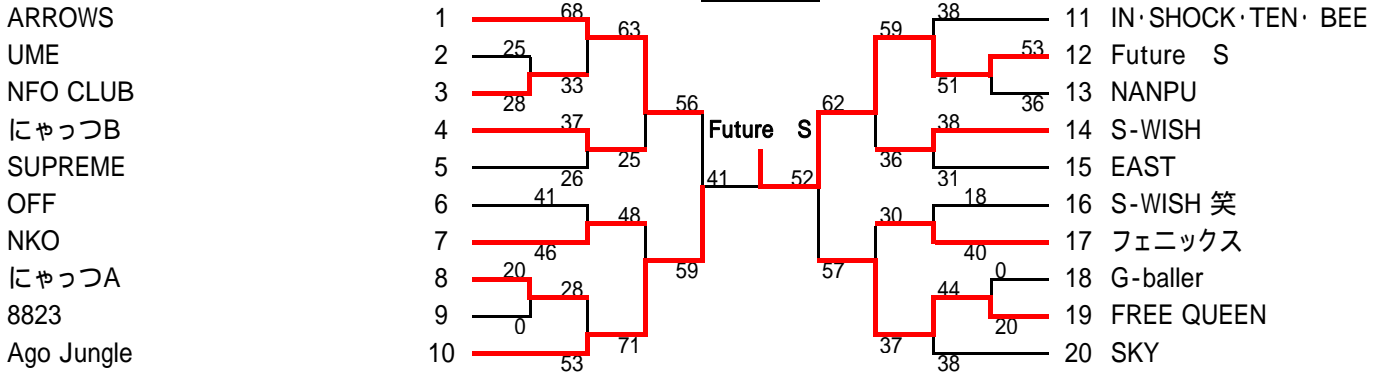 ARROWS 1 68 38 11 IN・SHOCK・TEN・BEE
63 59
UME 2 25 53 12 Future S
NFO CLUB 3 28 33 51 36 13 NANPU
56 62
にゃっつB 4 37 Future S 38 14 S-WISH
SUPREME 5 26 25 36 31 15 EAST
41 52
OFF 6 41 18 16 S-WISH 笑
48 30
NKO 7 46 40 17 フェニックス
59 57
にゃっつA 8 20 28 44 0 18 G-baller
8823 9 0 20 19 FREE QUEEN
71 37
Ago Jungle 10 53 38 20 SKY